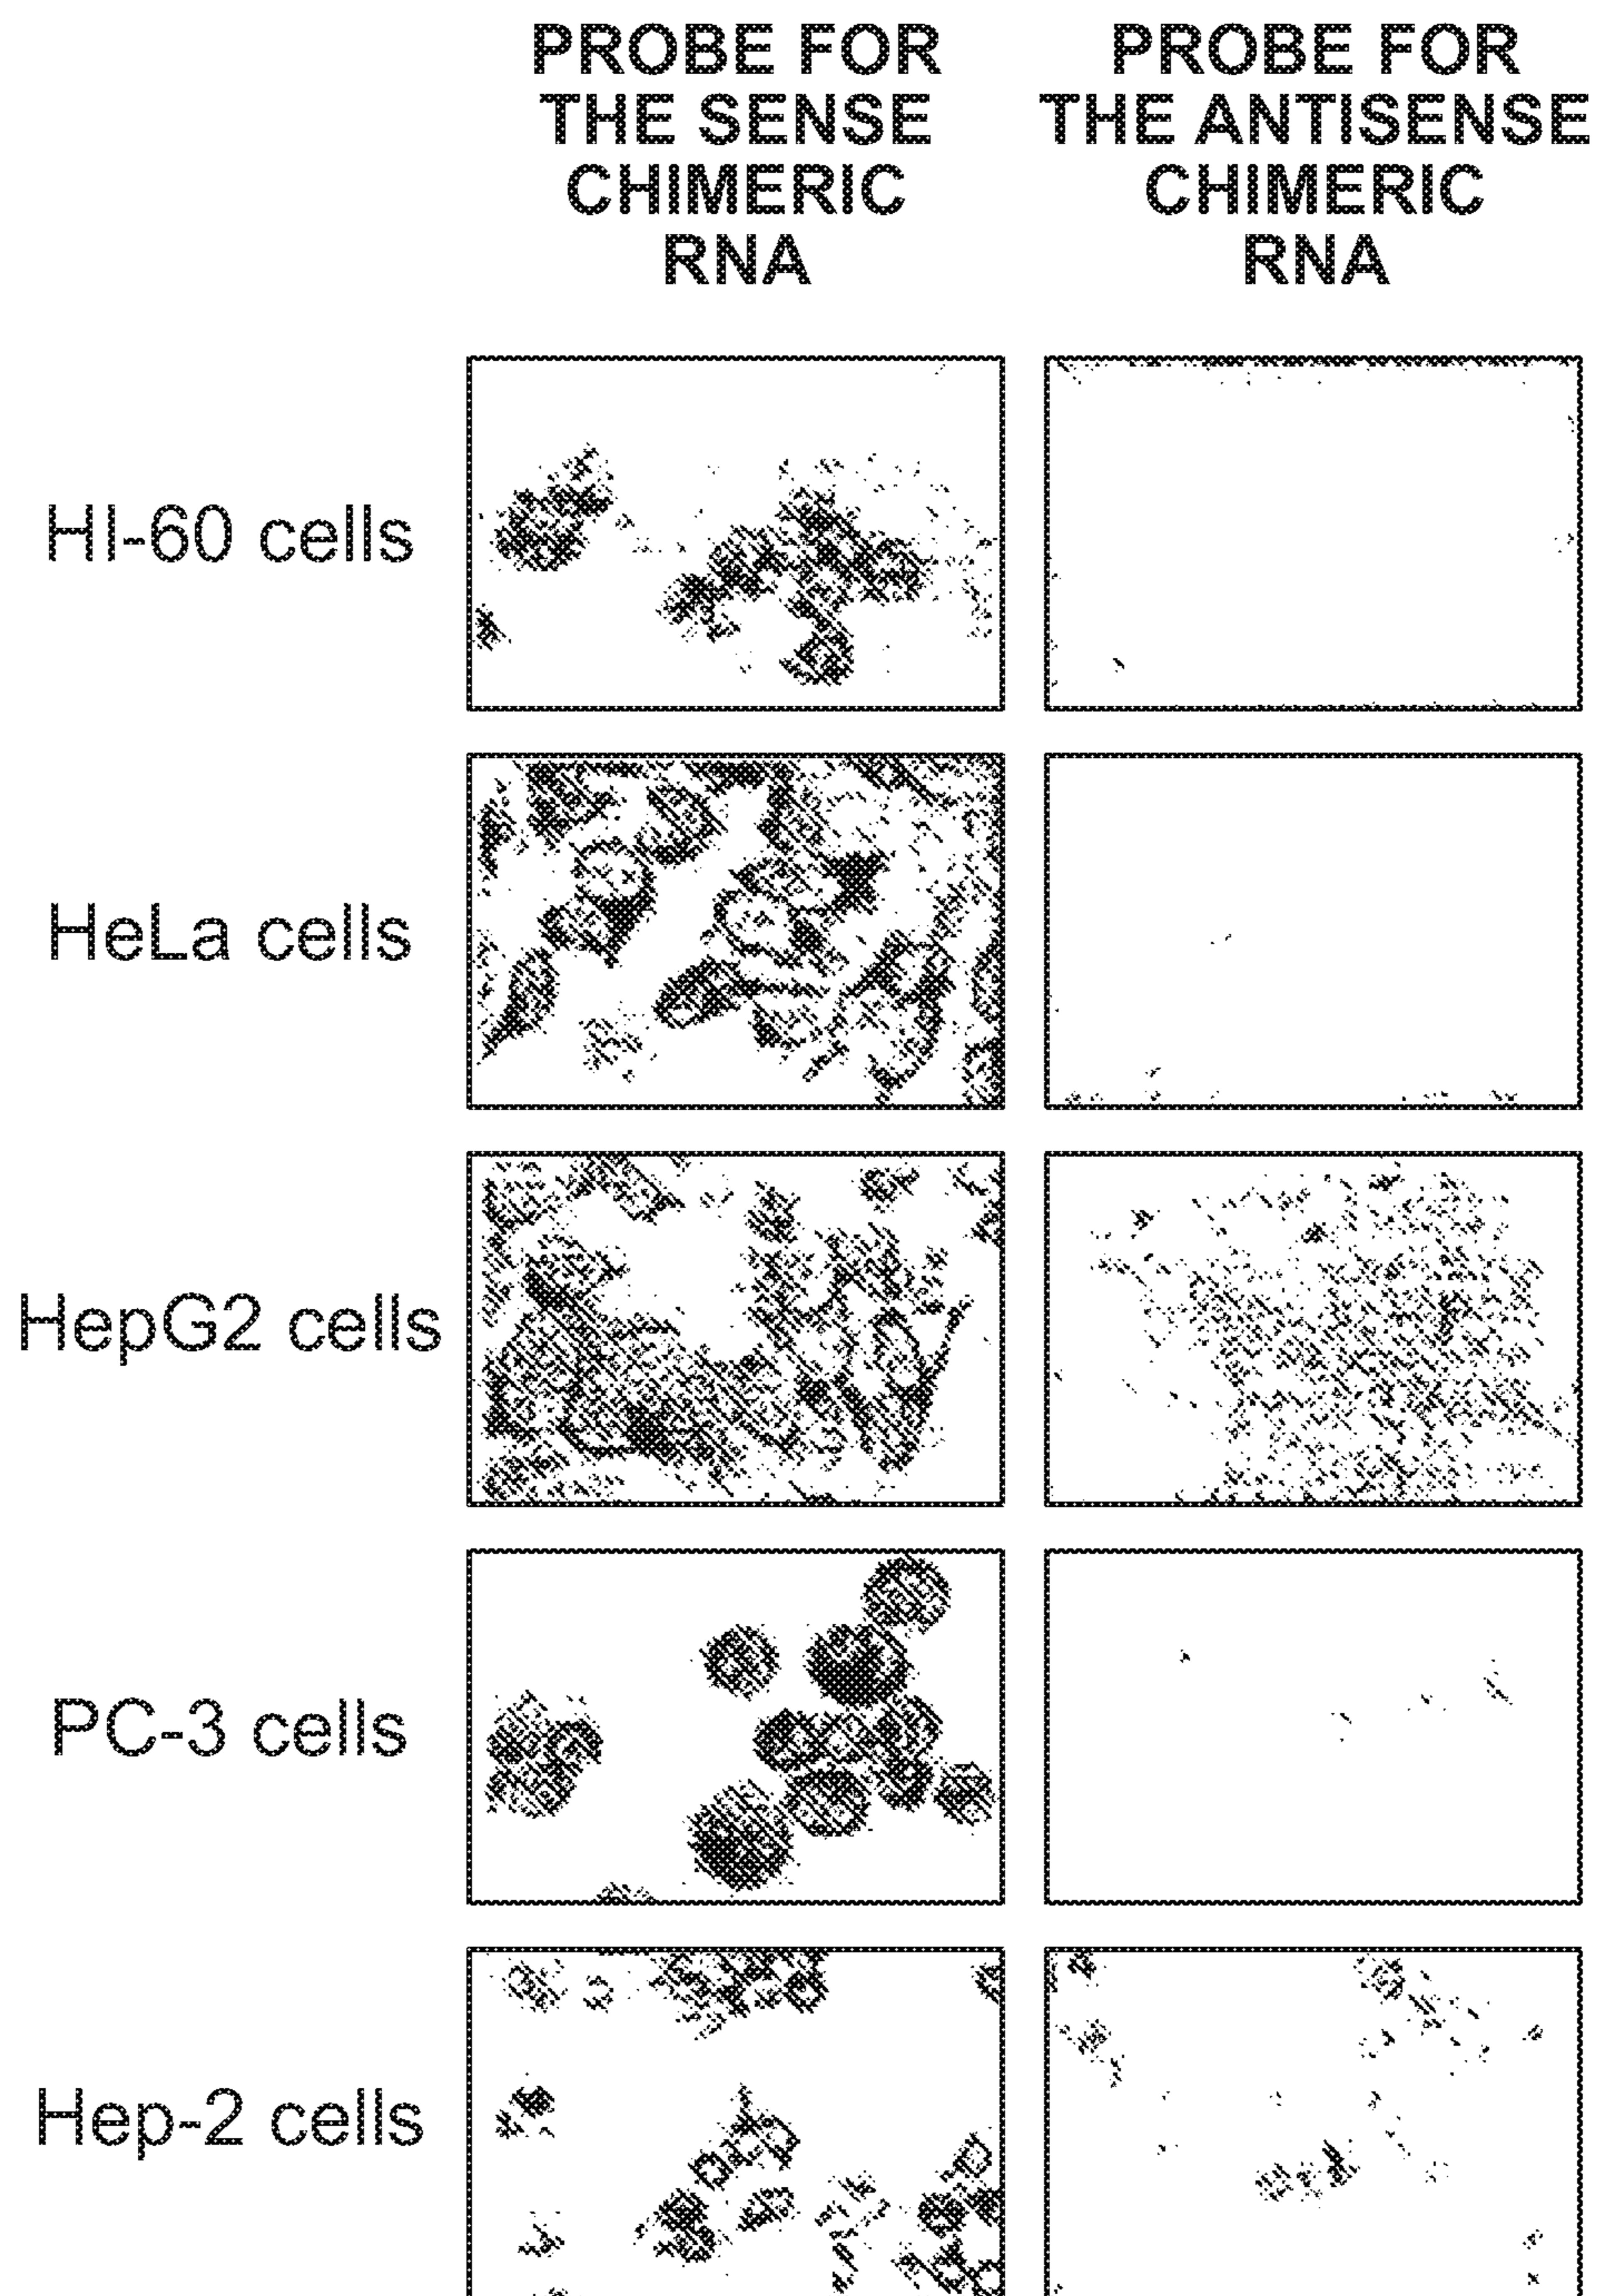 PROBE FOR
THE SENSE
CHIMERIC
RNA
PROBE FOR
THE ANTISENSE
CHIMERIC
RNA
HI-60 cells
HeLa cells
HepG2 cells
PC-3 cells
Hep-2 cells